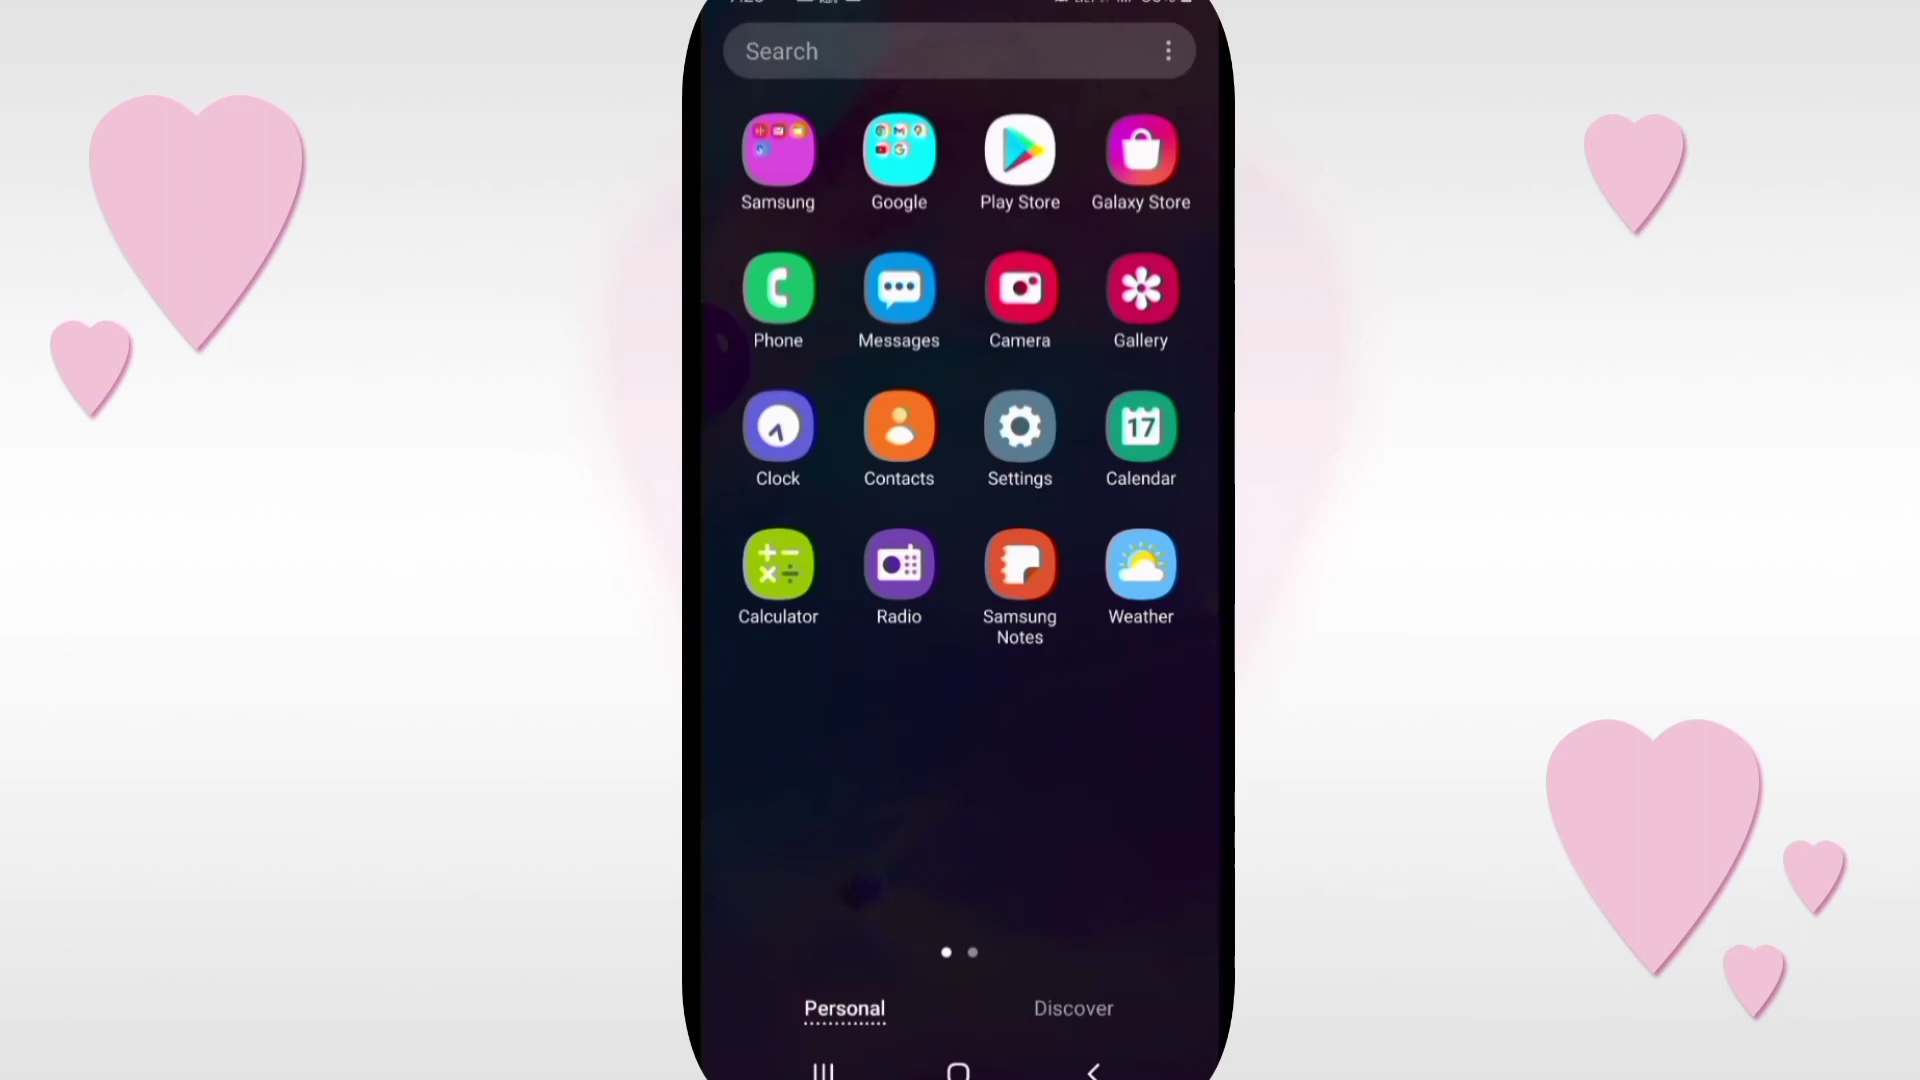 Search
Samsung
Google
Play Store
Galaxy Store
Phone
Messages
Camera
Gallery
Clock
Contacts
Settings
17
Calendar
Calculator
Radio
Samsung
Notes
Weather
Personal
Discover